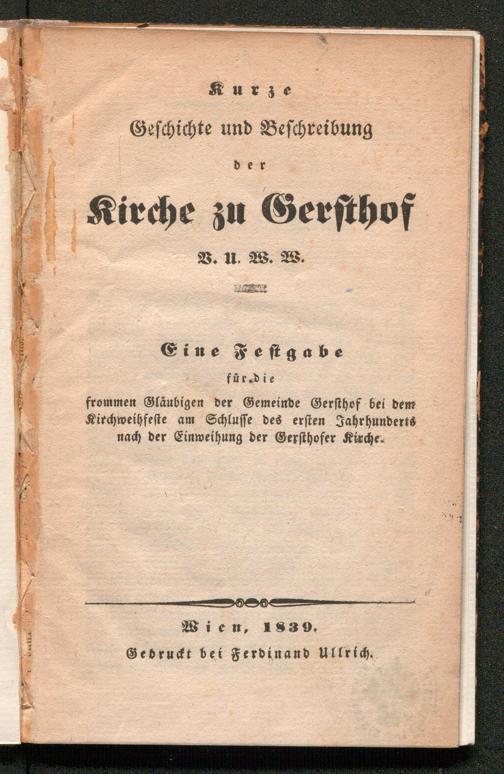 Kurze
Geschichte und Beschreibung
der
Kirche zu Gersthof
V. U. W. W.
Eine Festgabe
für die
frommen Gläubigen der Gemeinde Gersthof bei dem
Kirchweihfeste am Schlusse des ersten Jahrhunderts
nach der Einweihung der Gersthofer Kirche.
Wien, 1839.
Gedruckt bei Ferdinand Ullrich.